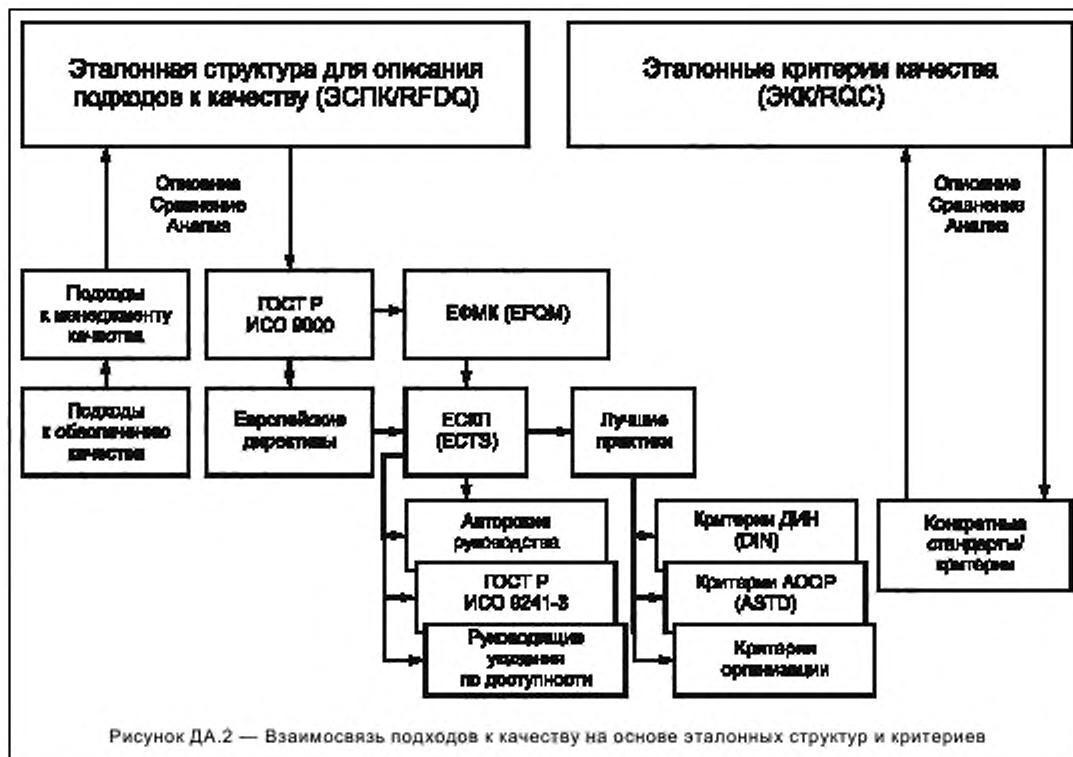 Эталонная структура для описания
подходов к качеству (ЭСПК/RFDQ)
Эталонные критерии качества
(ЭКК/RQC)
Описание
Сравнение
Анализ
Описание
Сравнение
Анализ
Подходы
к менеджменту
качества
ГОСТ Р
ИСО 9000
ЕФМК (EFQM)
Подходы
к обеспечению
качества
Европейские
директивы
ЕСКП
(ECTS)
Лучшие
практики
Авторские
руководства
Критерии ДИН
(DIN)
Конкретные
стандарты/
критерии
ГОСТ Р
ИСО 9241-3
Критерии АОСР
(ASTD)
Руководящие
указания
по доступности
Критерии
организации
Рисунок ДА.2 — Взаимосвязь подходов к качеству на основе эталонных структур и критериев